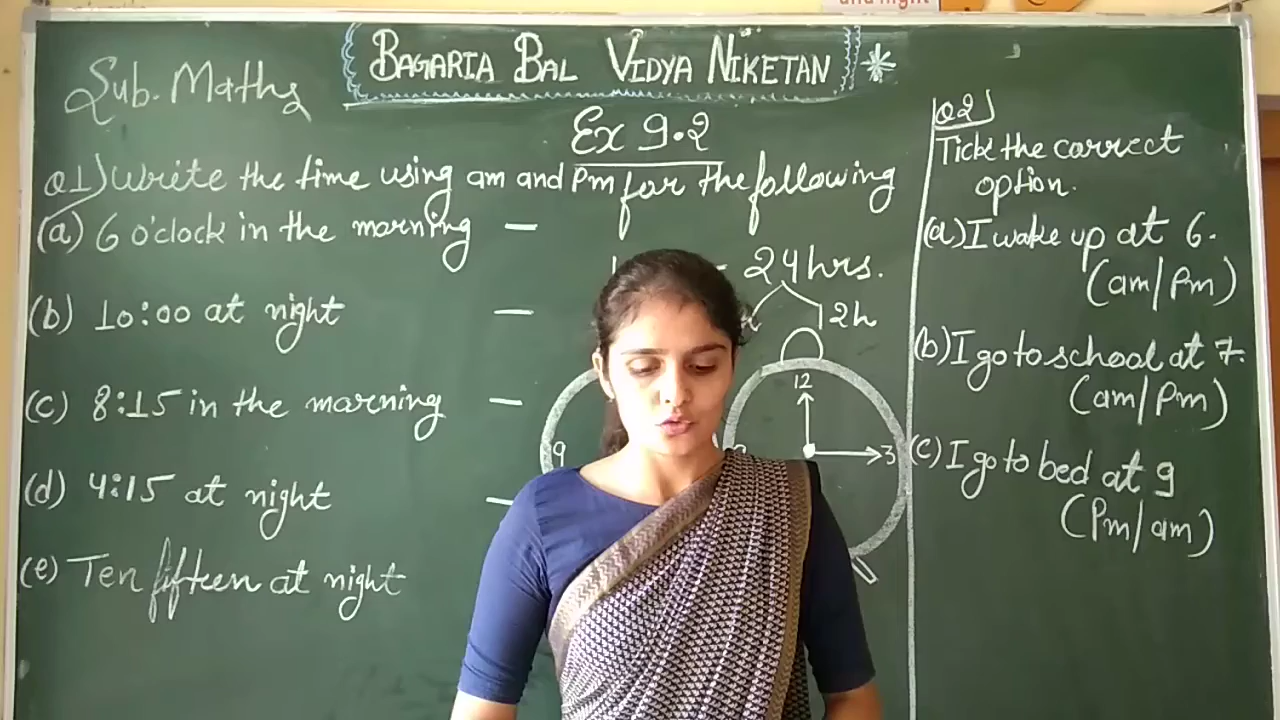 and night
BAGARIA BAL VIDYA NIKETAN
Sub. Maths
Ex 9.2
Q1) Write the time using am and Pm for the following
(a) 6 o'clock in the morning –
24 hrs.
2h
(b) 10:00 at night –
(c) 8:15 in the morning –
(d) 4:15 at night –
(e) Ten fifteen at night
9
12
3
Q2)
Tick the correct
option.
(a) I wake up at 6.
(am/Pm)
(b) I go to school at 7.
(am/Pm)
(c) I go to bed at 9
(Pm/am)